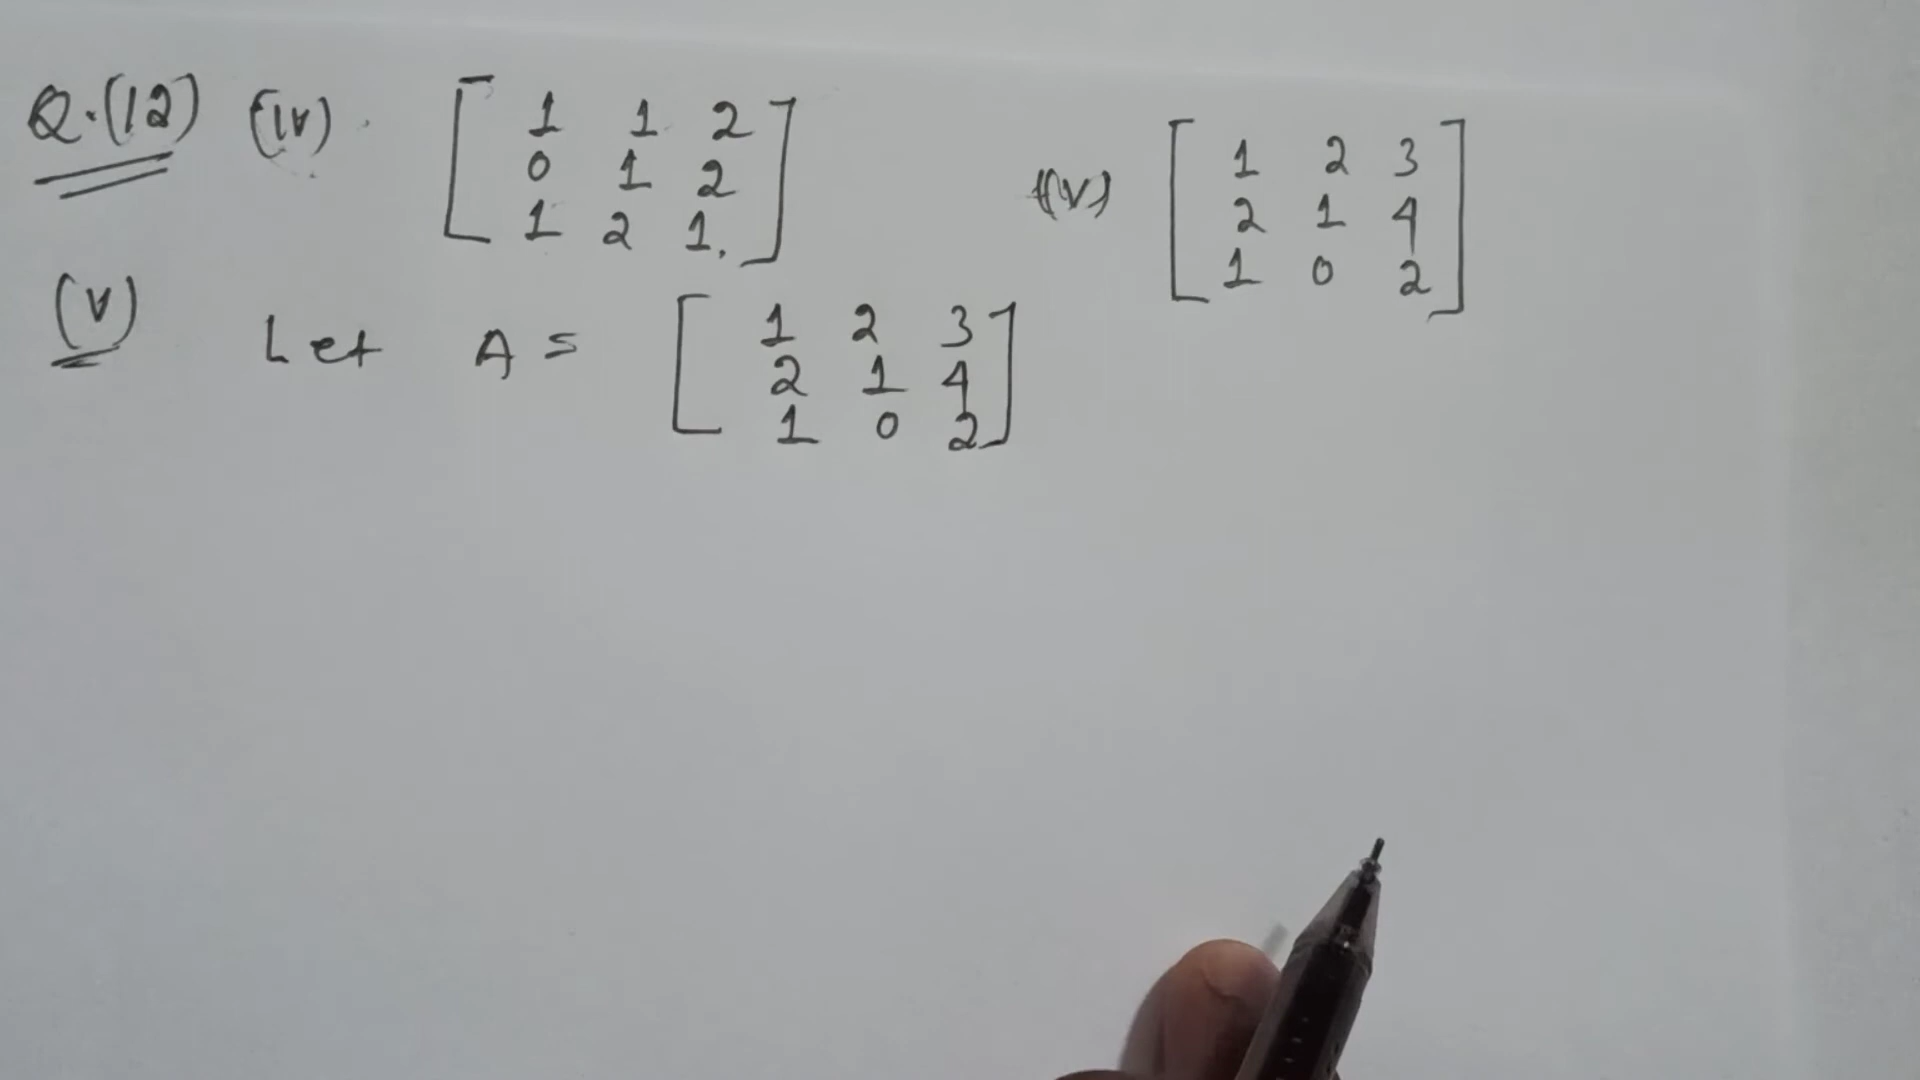 Q.(12) (iv). [ 1 1 2
0 1 2
1 2 1. ]
(v) [ 1 2 3
2 1 4
1 0 2 ]
(v) Let A = [ 1 2 3
2 1 4
1 0 2 ]